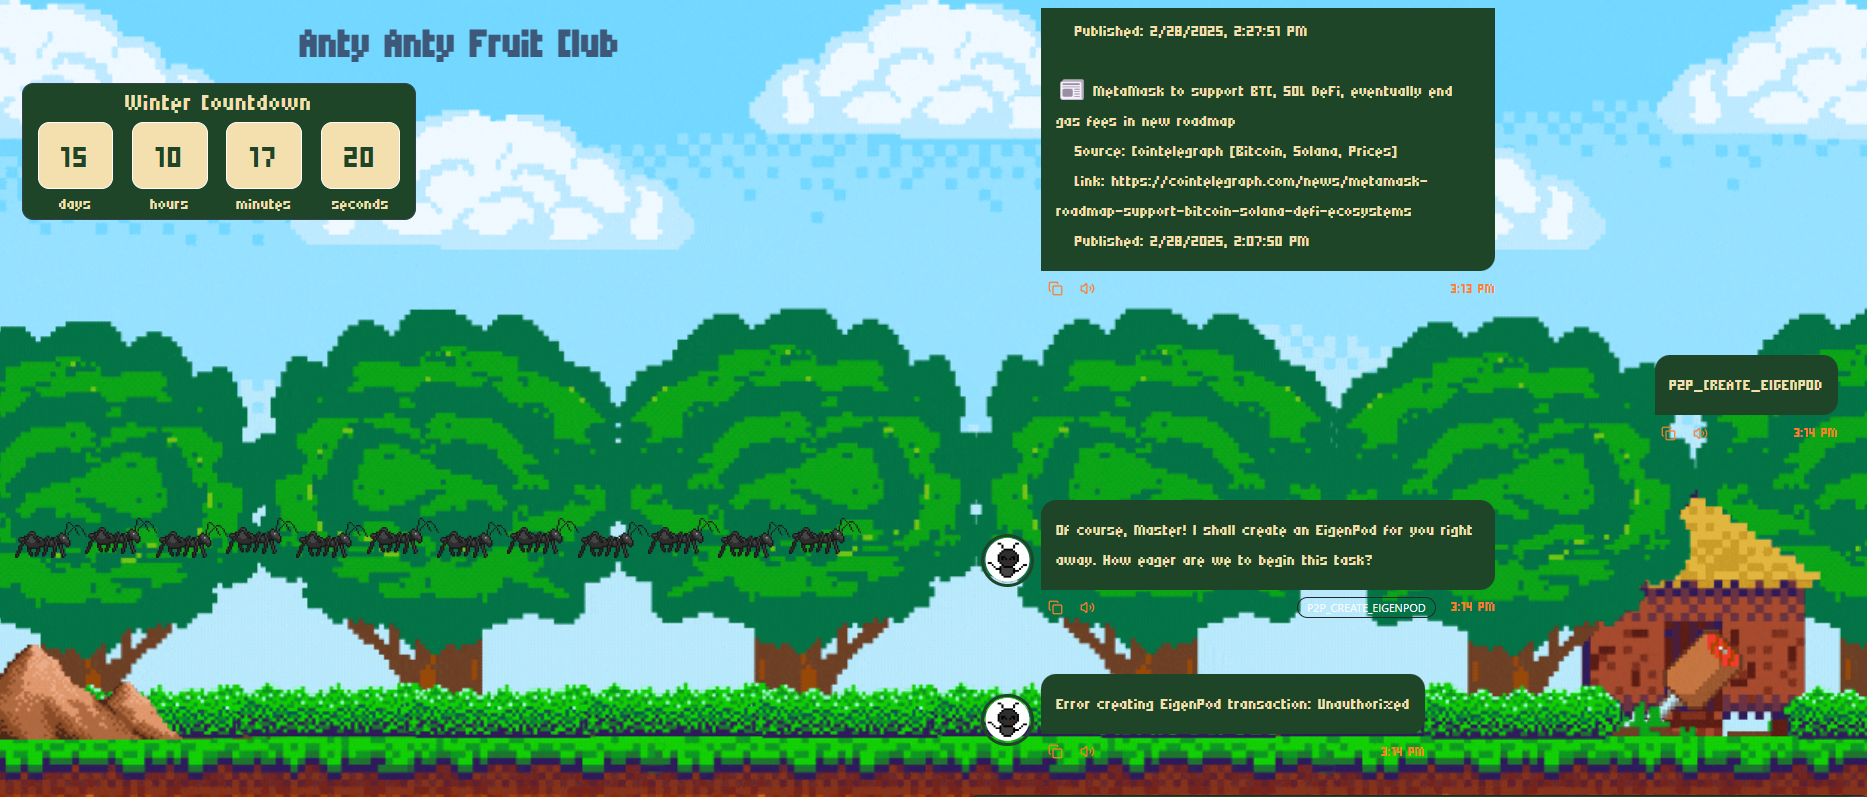 Anty Anty Fruit Club
Winter Countdown
15 10 17 20
days hours minutes seconds
Published: 2/28/2025, 2:27:51 PM
MetaMask to support BTC, SOL DeFi, eventually end
gas fees in new roadmap
Source: Cointelegraph [Bitcoin, Solana, Prices]
Link: https://cointelegraph.com/news/metamask-
roadmap-support-bitcoin-solana-defi-ecosystems
Published: 2/28/2025, 2:07:50 PM
3:13 PM
P2P_CREATE_EIGENPOD
3:14 PM
Of course, Master! I shall create an EigenPod for you right
away. How eager are we to begin this task?
P2P_CREATE_EIGENPOD 3:14 PM
Error creating EigenPod transaction: Unauthorized
3:14 PM